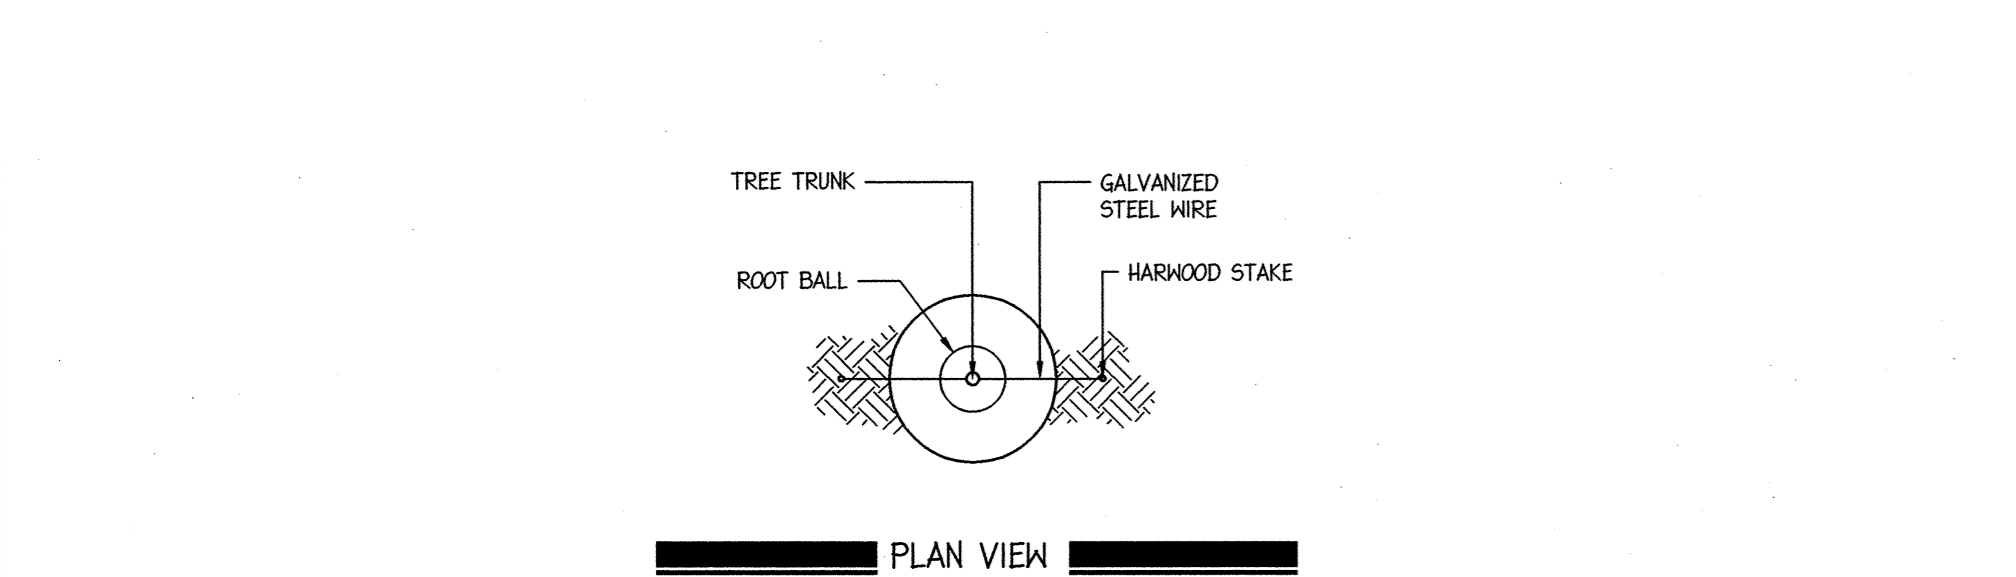 TREE TRUNK
GALVANIZED
STEEL WIRE
ROOT BALL
HARWOOD STAKE
PLAN VIEW